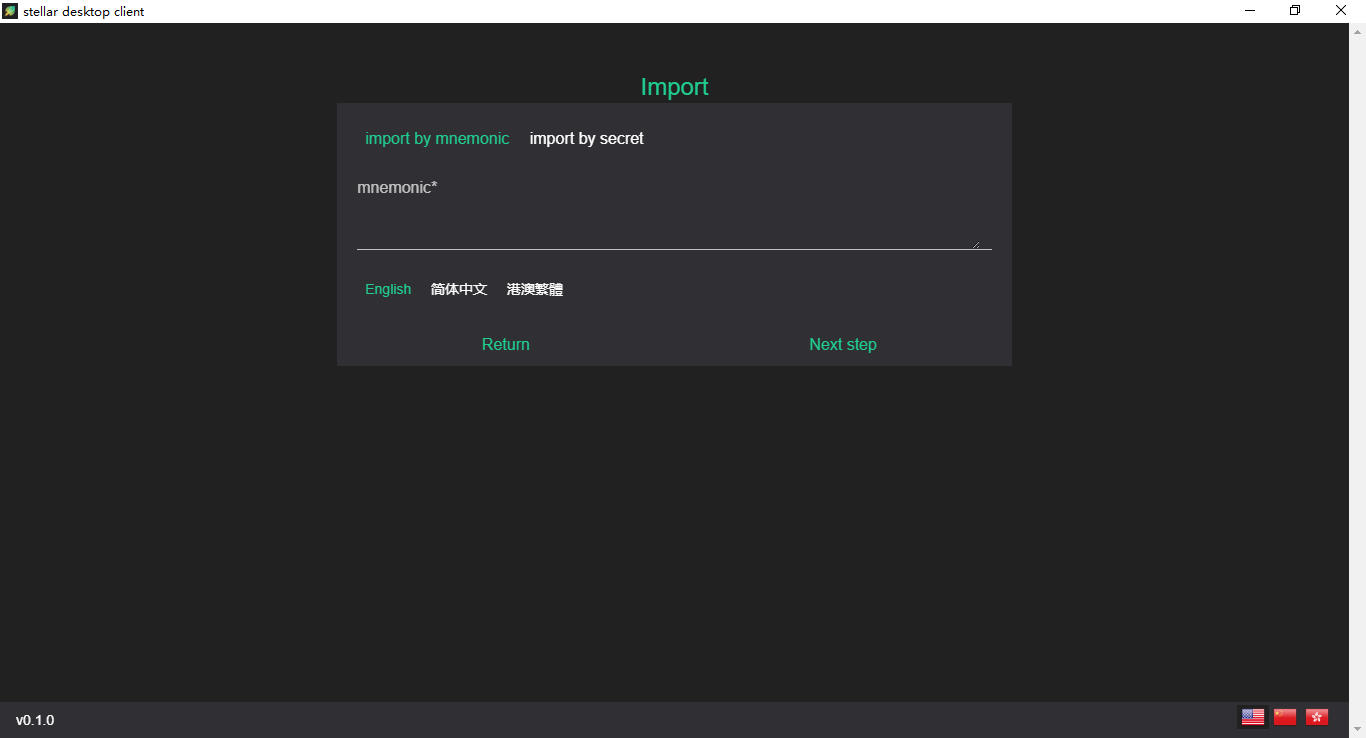 stellar desktop client
Import
import by mnemonic import by secret
mnemonic*
English 简体中文 港澳繁體
Return Next step
v0.1.0